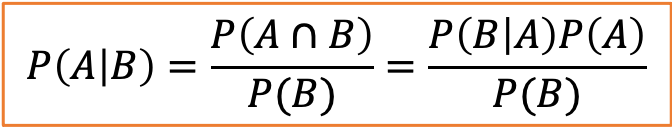 P(A|B) = P(A ∩ B) / P(B) = P(B|A)P(A) / P(B)